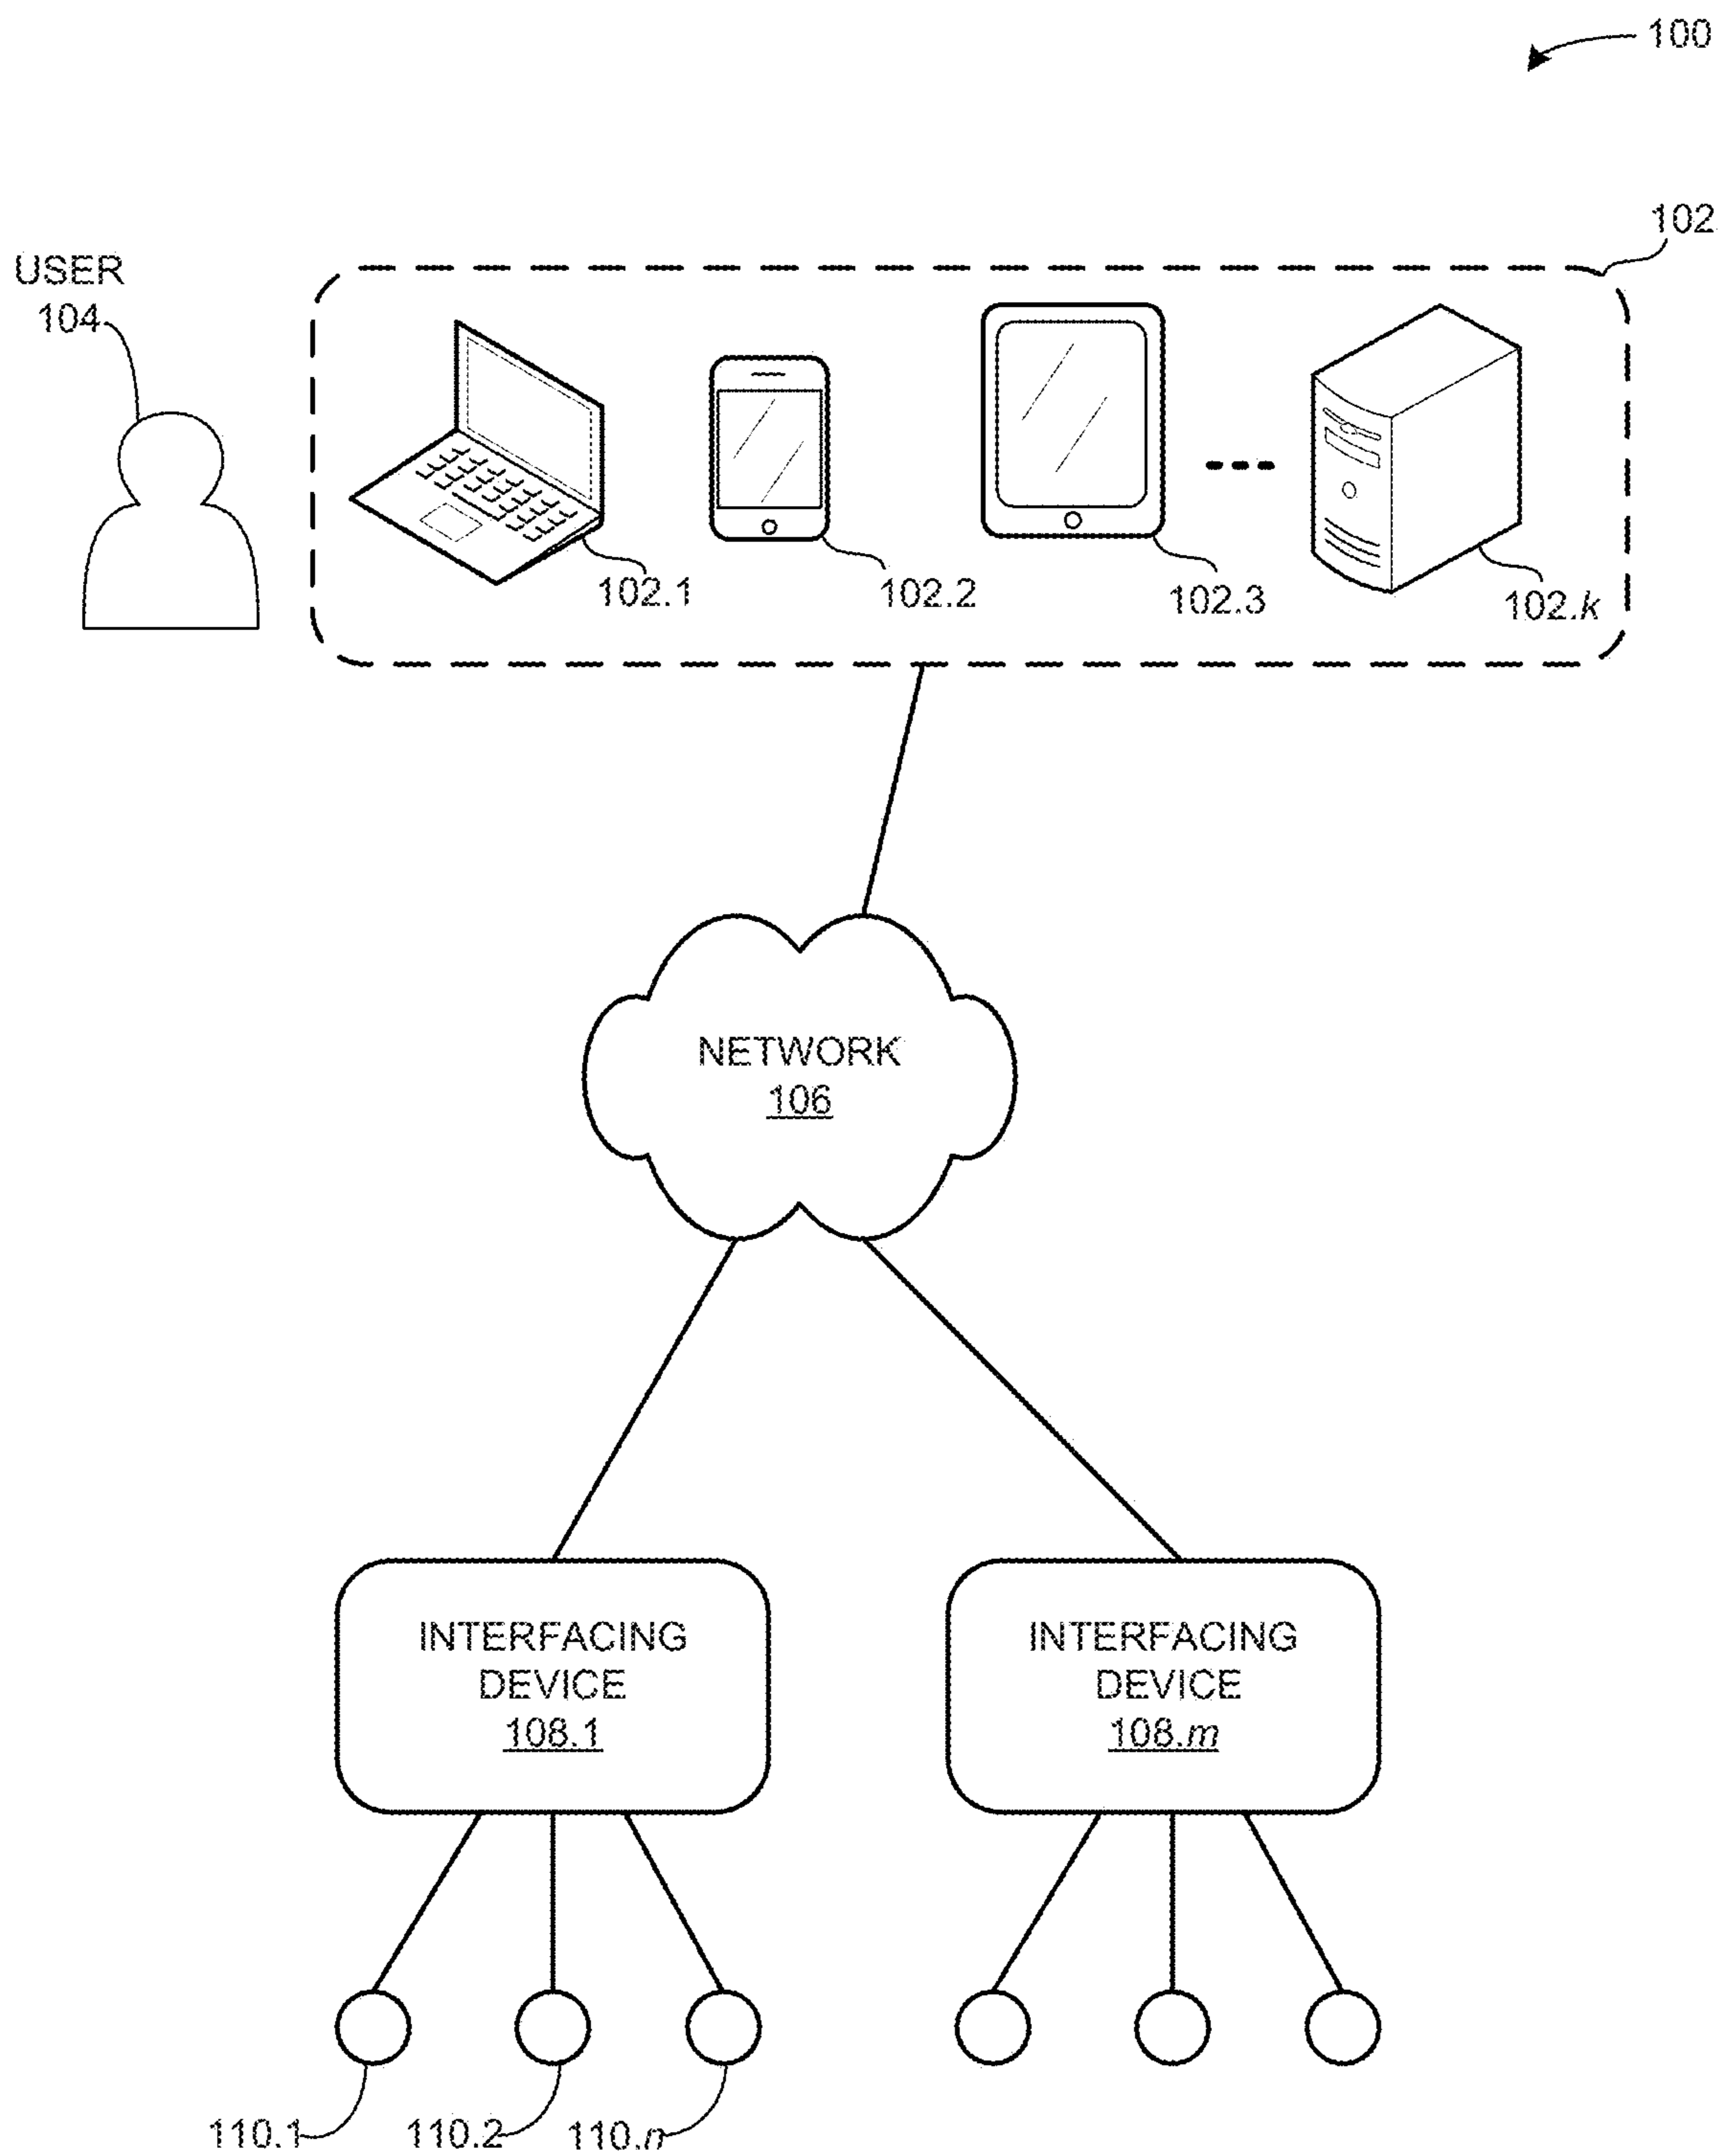 100
102
USER
104
102.1
102.2
102.3
102.k
NETWORK
106
INTERFACING
DEVICE
108.1
INTERFACING
DEVICE
108.m
110.1
110.2
110.n